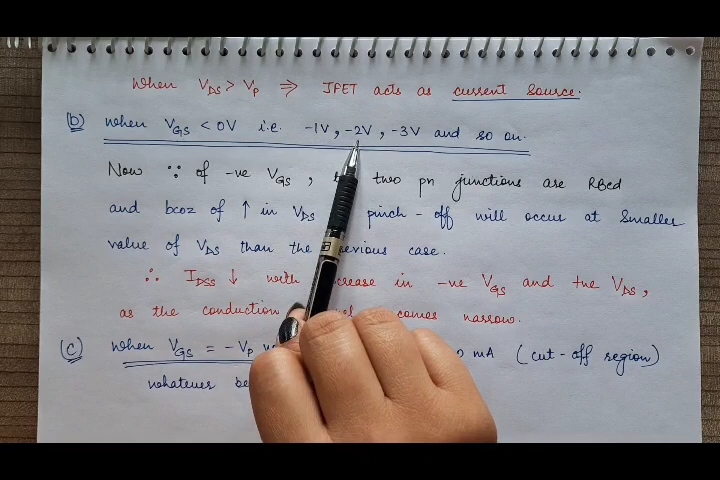 When V_DS > V_P ⇒ JFET acts as current source.
(b) when V_GS < 0V i.e. -1V, -2V, -3V and so on.
Now ∵ of -ve V_GS, two pn junctions are RBed
and bcoz of ↑ in V_DS pinch-off will occur at smaller
value of V_DS than the previous case.
∴ I_DSS ↓ with increase in -ve V_GS and +ve V_DS,
as the conduction comes narrow.
(c) When V_GS = -V_P mA (cut-off region)
whatever be